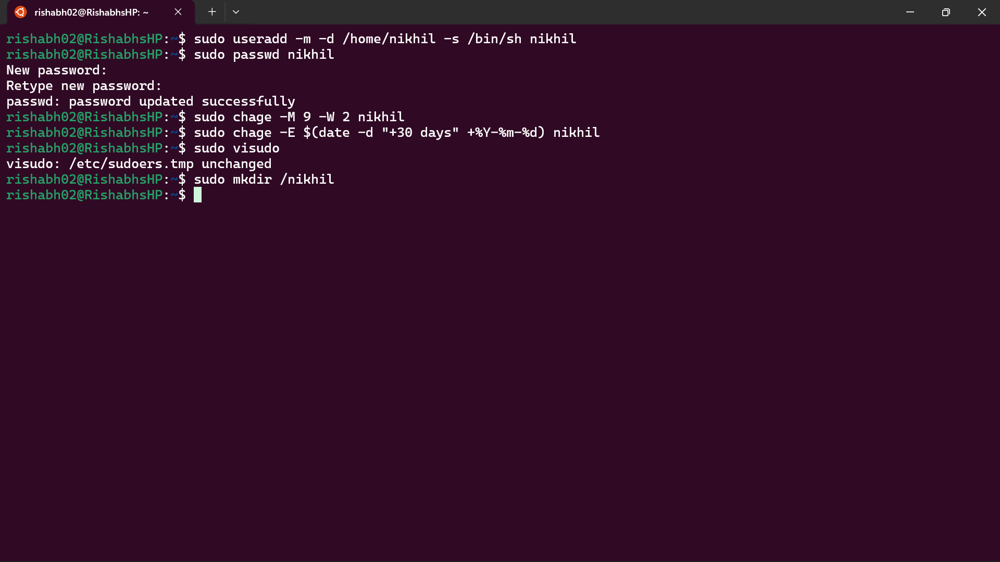 rishabh02@RishabhsHP: ~
rishabh02@RishabhsHP:~$ sudo useradd -m -d /home/nikhil -s /bin/sh nikhil
rishabh02@RishabhsHP:~$ sudo passwd nikhil
New password:
Retype new password:
passwd: password updated successfully
rishabh02@RishabhsHP:~$ sudo chage -M 9 -W 2 nikhil
rishabh02@RishabhsHP:~$ sudo chage -E $(date -d "+30 days" +%Y-%m-%d) nikhil
rishabh02@RishabhsHP:~$ sudo visudo
visudo: /etc/sudoers.tmp unchanged
rishabh02@RishabhsHP:~$ sudo mkdir /nikhil
rishabh02@RishabhsHP:~$